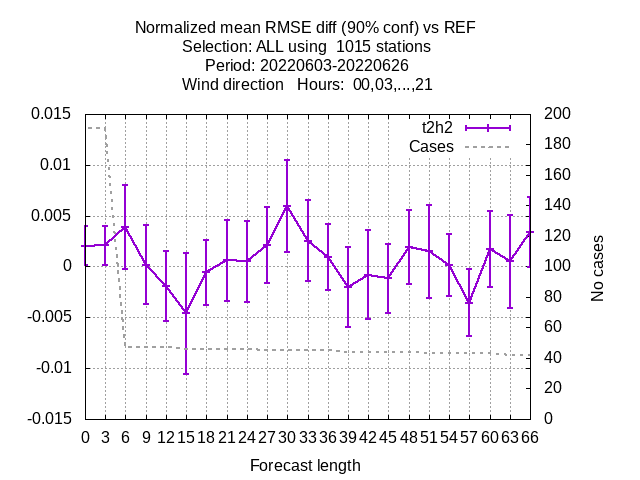 Normalized mean RMSE diff (90% conf) vs REF
Selection: ALL using  1015 stations
Period: 20220603-20220626
Wind direction   Hours:  00,03,...,21
0.015
0.01
0.005
0
-0.005
-0.01
-0.015
t2h2
Cases
200
180
160
140
120
100
80
60
40
20
0
No cases
0 3 6 9 12 15 18 21 24 27 30 33 36 39 42 45 48 51 54 57 60 63 66
Forecast length